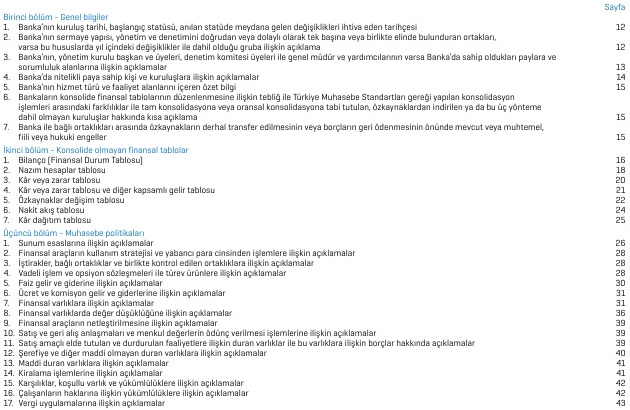 Sayfa
Birinci bölüm - Genel bilgiler
1. Banka'nın kuruluş tarihi, başlangıç statüsü, anılan statüde meydana gelen değişiklikleri ihtiva eden tarihçesi 12
2. Banka'nın sermaye yapısı, yönetim ve denetimini doğrudan veya dolaylı olarak tek başına veya birlikte elinde bulunduran ortakları,
varsa bu hususlarda yıl içindeki değişiklikler ile dahil olduğu gruba ilişkin açıklama 12
3. Banka'nın, yönetim kurulu başkan ve üyeleri, denetim komitesi üyeleri ile genel müdür ve yardımcılarının varsa Banka'da sahip oldukları paylara ve
sorumluluk alanlarına ilişkin açıklamalar 13
4. Banka'da nitelikli paya sahip kişi ve kuruluşlara ilişkin açıklamalar 14
5. Banka'nın hizmet türü ve faaliyet alanlarını içeren özet bilgi 15
6. Bankaların konsolide finansal tablolarının düzenlenmesine ilişkin tebliğ ile Türkiye Muhasebe Standartları gereği yapılan konsolidasyon
işlemleri arasındaki farklılıklar ile tam konsolidasyona veya oransal konsolidasyona tabi tutulan, özkaynaklardan indirilen ya da bu üç yönteme
dahil olmayan kuruluşlar hakkında kısa açıklama 15
7. Banka ile bağlı ortaklıkları arasında özkaynakların derhal transfer edilmesinin veya borçların geri ödenmesinin önünde mevcut veya muhtemel,
fiili veya hukuki engeller 15
İkinci bölüm - Konsolide olmayan finansal tablolar
1. Bilanço (Finansal Durum Tablosu) 16
2. Nazım hesaplar tablosu 18
3. Kâr veya zarar tablosu 20
4. Kâr veya zarar tablosu ve diğer kapsamlı gelir tablosu 21
5. Özkaynaklar değişim tablosu 22
6. Nakit akış tablosu 24
7. Kâr dağıtım tablosu 25
Üçüncü bölüm - Muhasebe politikaları
1. Sunum esaslarına ilişkin açıklamalar 26
2. Finansal araçların kullanım stratejisi ve yabancı para cinsinden işlemlere ilişkin açıklamalar 28
3. İştirakler, bağlı ortaklıklar ve birlikte kontrol edilen ortaklıklara ilişkin açıklamalar 28
4. Vadeli işlem ve opsiyon sözleşmeleri ile türev ürünlere ilişkin açıklamalar 28
5. Faiz gelir ve giderine ilişkin açıklamalar 30
6. Ücret ve komisyon gelir ve giderlerine ilişkin açıklamalar 31
7. Finansal varlıklara ilişkin açıklamalar 31
8. Finansal varlıklarda değer düşüklüğüne ilişkin açıklamalar 36
9. Finansal araçların netleştirilmesine ilişkin açıklamalar 39
10. Satış ve geri alış anlaşmaları ve menkul değerlerin ödünç verilmesi işlemlerine ilişkin açıklamalar 39
11. Satış amaçlı elde tutulan ve durdurulan faaliyetlere ilişkin duran varlıklar ile bu varlıklara ilişkin borçlar hakkında açıklamalar 39
12. Şerefiye ve diğer maddi olmayan duran varlıklara ilişkin açıklamalar 40
13. Maddi duran varlıklara ilişkin açıklamalar 41
14. Kiralama işlemlerine ilişkin açıklamalar 41
15. Karşılıklar, koşullu varlık ve yükümlülüklere ilişkin açıklamalar 42
16. Çalışanların haklarına ilişkin yükümlülüklere ilişkin açıklamalar 42
17. Vergi uygulamalarına ilişkin açıklamalar 43